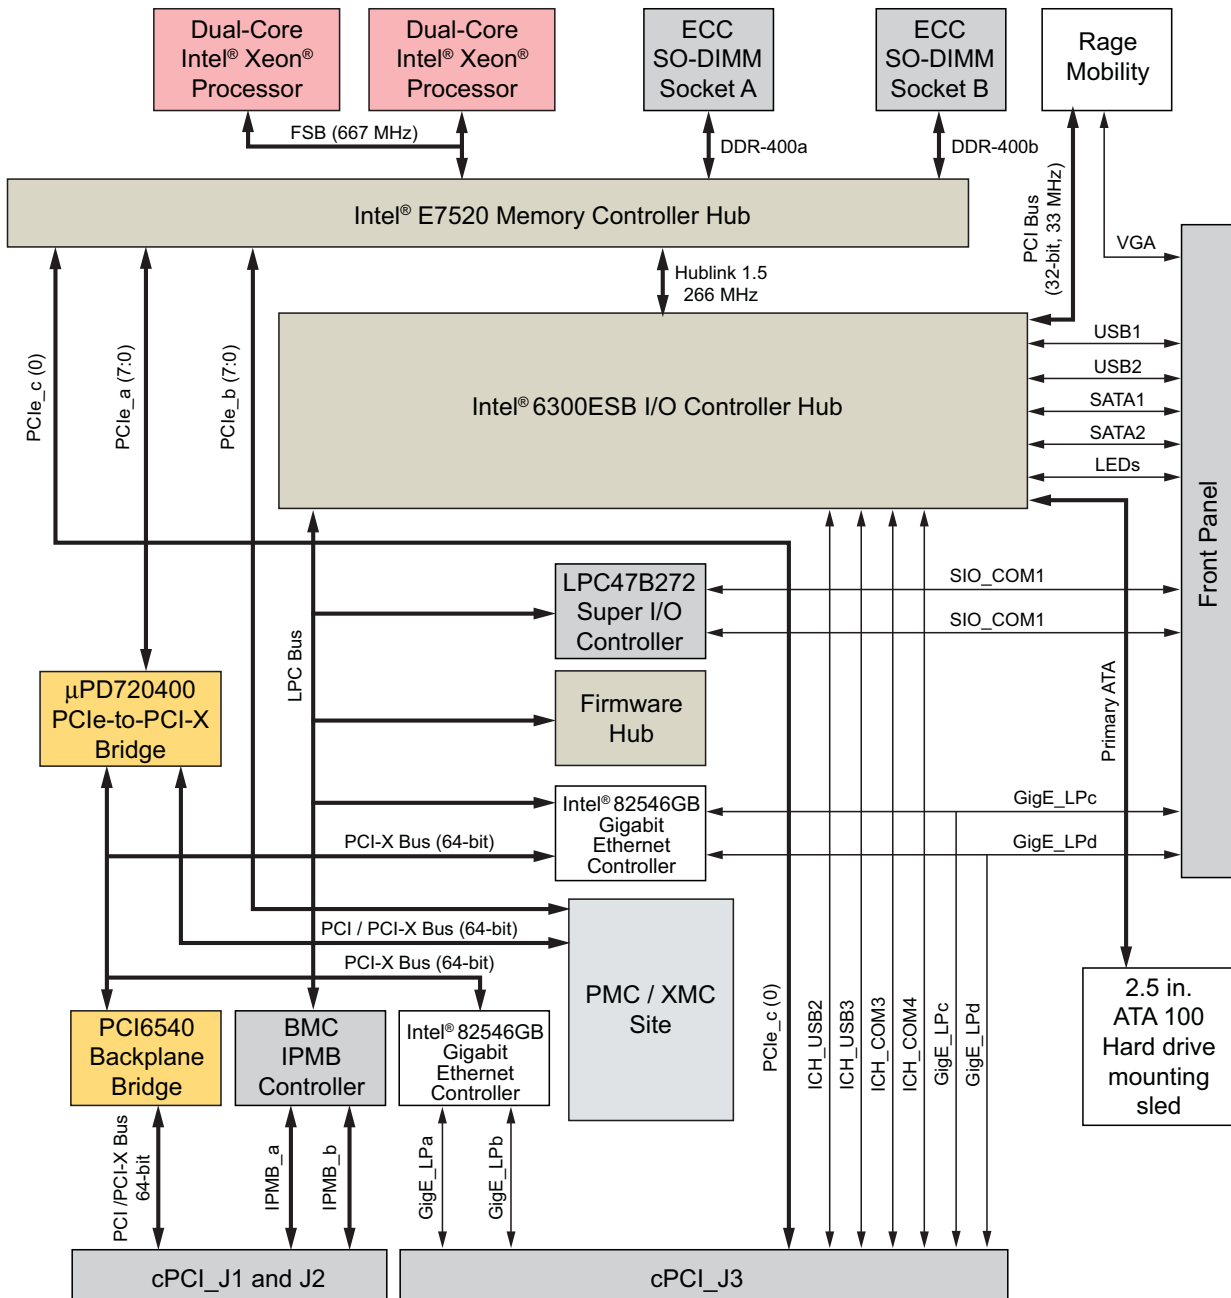 Dual-Core
Intel® Xeon®
Processor
Dual-Core
Intel® Xeon®
Processor
ECC
SO-DIMM
Socket A
ECC
SO-DIMM
Socket B
Rage
Mobility
FSB (667 MHz)
DDR-400a
DDR-400b
Intel® E7520 Memory Controller Hub
PCI Bus
(32-bit, 33 MHz)
VGA
Hublink 1.5
266 MHz
PCIe_c (0)
PCIe_a (7:0)
PCIe_b (7:0)
Intel® 6300ESB I/O Controller Hub
USB1
USB2
SATA1
SATA2
LEDs
Front Panel
LPC Bus
LPC47B272
Super I/O
Controller
SIO_COM1
SIO_COM1
µPD720400
PCIe-to-PCI-X
Bridge
Firmware
Hub
Primary ATA
Intel® 82546GB
Gigabit
Ethernet
Controller
GigE_LPc
GigE_LPd
PCI-X Bus (64-bit)
PCI / PCI-X Bus (64-bit)
PCI-X Bus (64-bit)
PMC / XMC
Site
PCI6540
Backplane
Bridge
BMC
IPMB
Controller
Intel® 82546GB
Gigabit
Ethernet
Controller
PCIe_c (0)
ICH_USB2
ICH_USB3
ICH_COM3
ICH_COM4
GigE_LPc
GigE_LPd
2.5 in.
ATA 100
Hard drive
mounting
sled
PCI /PCI-X Bus
64-bit
IPMB_a
IPMB_b
GigE_LPa
GigE_LPb
cPCI_J1 and J2
cPCI_J3